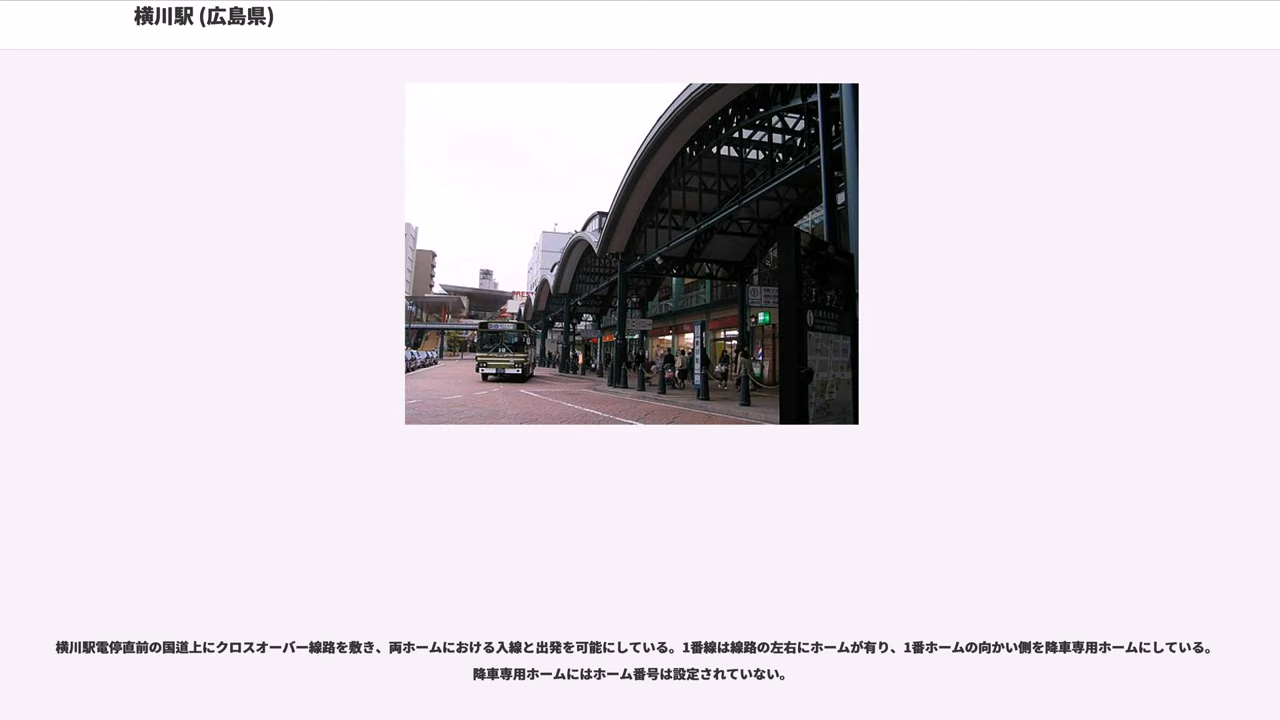 横川駅 (広島県)
横川駅電停直前の国道上にクロスオーバー線路を敷き、両ホームにおける入線と出発を可能にしている。1番線は線路の左右にホームが有り、1番ホームの向かい側を降車専用ホームにしている。
降車専用ホームにはホーム番号は設定されていない。